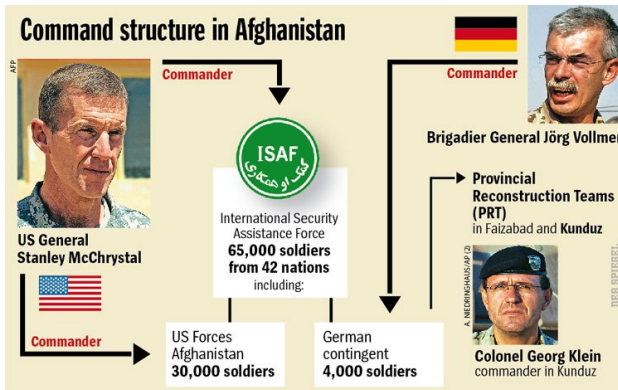 Command structure in Afghanistan
AFP
Commander
US General
Stanley McChrystal
Commander
ISAF
کمک او همکاری
International Security
Assistance Force
65,000 soldiers
from 42 nations
including:
US Forces
Afghanistan
30,000 soldiers
German
contingent
4,000 soldiers
Commander
Brigadier General Jörg Vollmer
Provincial
Reconstruction Teams
(PRT)
in Faizabad and Kunduz
A. NIEDRINGHAUS/AP (2)
Colonel Georg Klein
commander in Kunduz
DER SPIEGEL